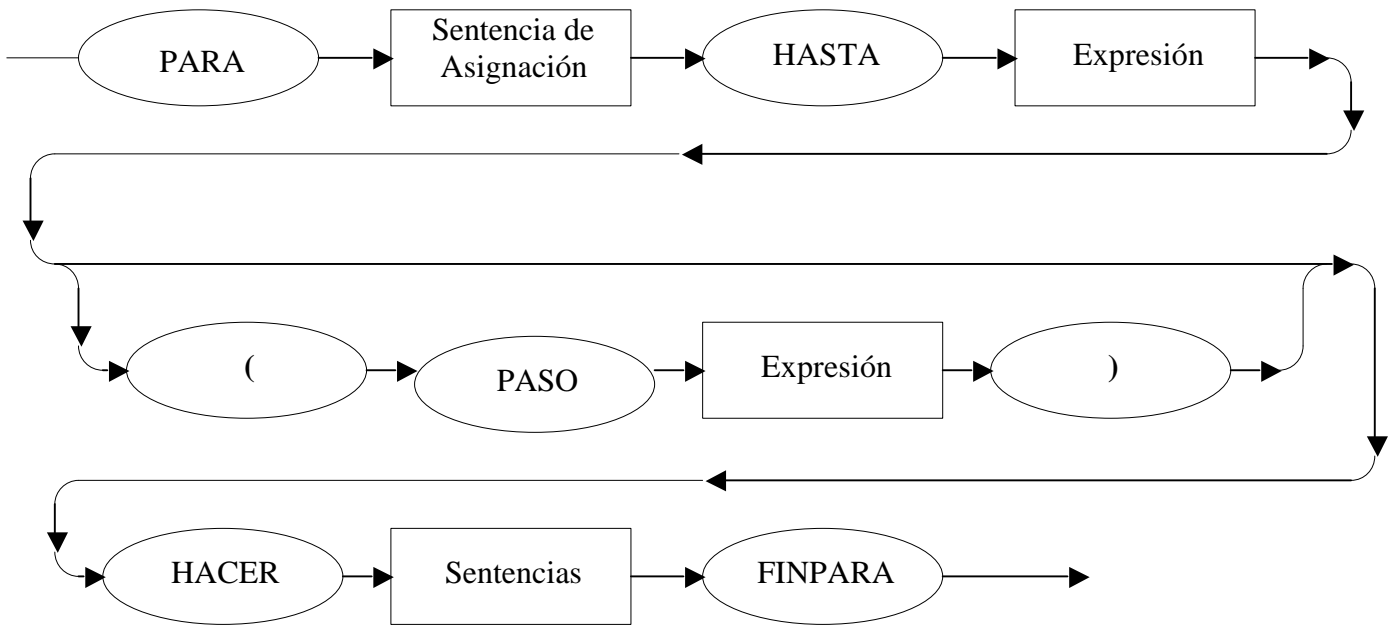 PARA
Sentencia de
Asignación
HASTA
Expresión
(
PASO
Expresión
)
HACER
Sentencias
FINPARA